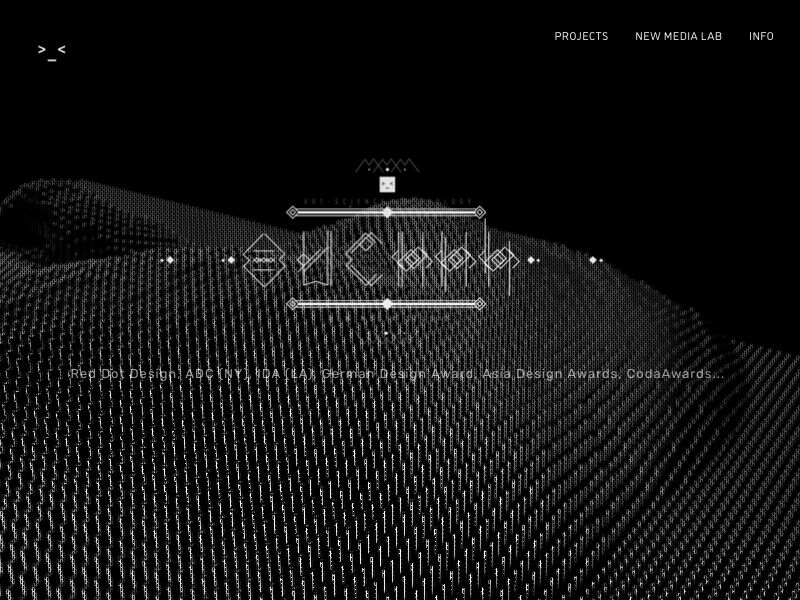 >_<
PROJECTS NEW MEDIA LAB INFO
Red Dot Design, ADC (NY), IDA (LA), German Design Award, Asia Design Awards, CodaAwards...